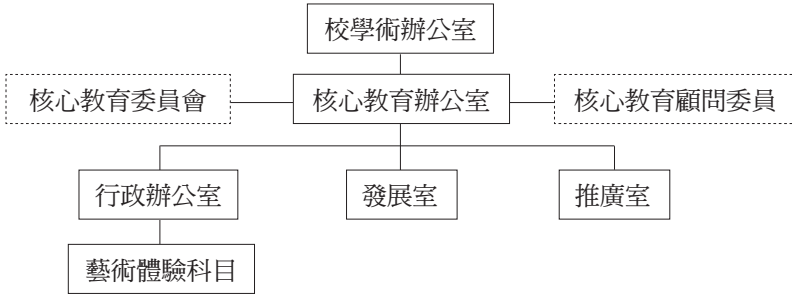 校學術辦公室
核心教育委員會
核心教育辦公室
核心教育顧問委員
行政辦公室
發展室
推廣室
藝術體驗科目